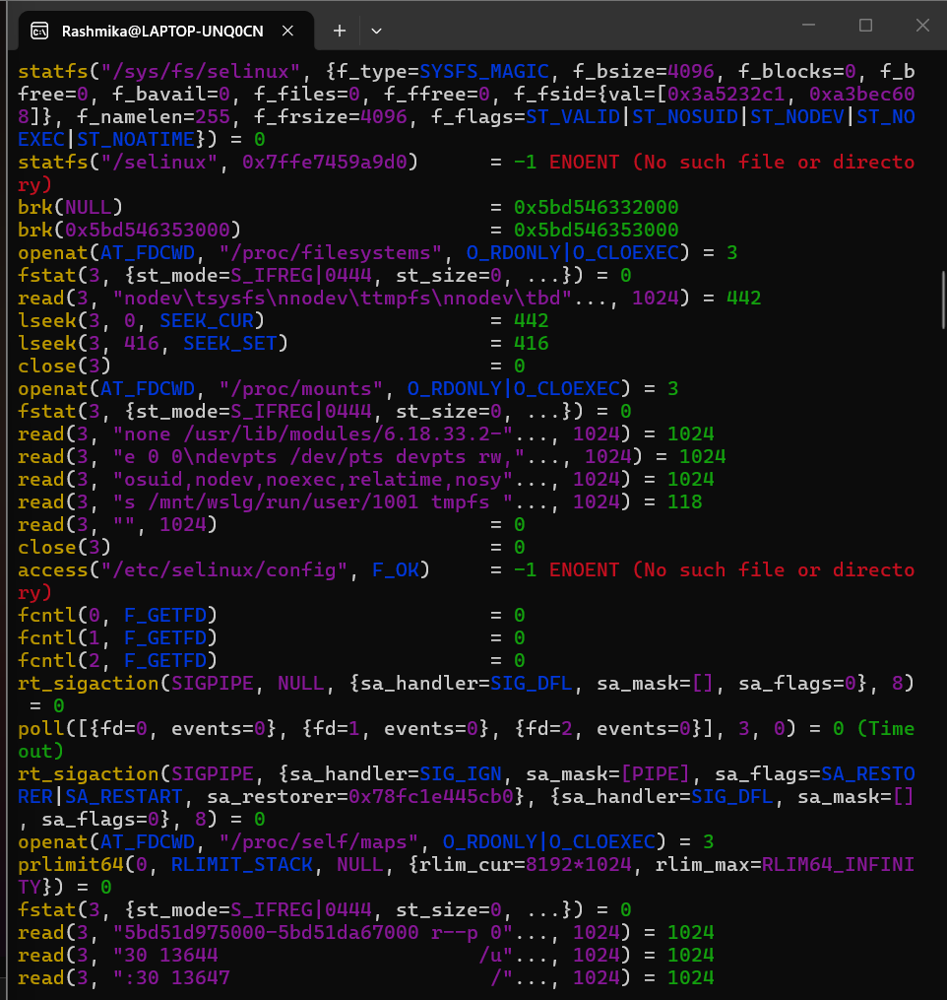 Rashmika@LAPTOP-UNQ0CN
statfs("/sys/fs/selinux", {f_type=SYSFS_MAGIC, f_bsize=4096, f_blocks=0, f_b
free=0, f_bavail=0, f_files=0, f_ffree=0, f_fsid={val=[0x3a5232c1, 0xa3bec60
8]}, f_namelen=255, f_frsize=4096, f_flags=ST_VALID|ST_NOSUID|ST_NODEV|ST_NO
EXEC|ST_NOATIME}) = 0
statfs("/selinux", 0x7ffe7459a9d0)      = -1 ENOENT (No such file or directo
ry)
brk(NULL)                               = 0x5bd546332000
brk(0x5bd546353000)                     = 0x5bd546353000
openat(AT_FDCWD, "/proc/filesystems", O_RDONLY|O_CLOEXEC) = 3
fstat(3, {st_mode=S_IFREG|0444, st_size=0, ...}) = 0
read(3, "nodev\tsysfs\nnodev\ttmpfs\nnodev\tbd"..., 1024) = 442
lseek(3, 0, SEEK_CUR)                   = 442
lseek(3, 416, SEEK_SET)                 = 416
close(3)                                = 0
openat(AT_FDCWD, "/proc/mounts", O_RDONLY|O_CLOEXEC) = 3
fstat(3, {st_mode=S_IFREG|0444, st_size=0, ...}) = 0
read(3, "none /usr/lib/modules/6.18.33.2-"..., 1024) = 1024
read(3, "e 0 0\ndevpts /dev/pts devpts rw,"..., 1024) = 1024
read(3, "osuid,nodev,noexec,relatime,nosy"..., 1024) = 1024
read(3, "s /mnt/wslg/run/user/1001 tmpfs "..., 1024) = 118
read(3, "", 1024)                       = 0
close(3)                                = 0
access("/etc/selinux/config", F_OK)     = -1 ENOENT (No such file or directo
ry)
fcntl(0, F_GETFD)                       = 0
fcntl(1, F_GETFD)                       = 0
fcntl(2, F_GETFD)                       = 0
rt_sigaction(SIGPIPE, NULL, {sa_handler=SIG_DFL, sa_mask=[], sa_flags=0}, 8)
 = 0
poll([{fd=0, events=0}, {fd=1, events=0}, {fd=2, events=0}], 3, 0) = 0 (Time
out)
rt_sigaction(SIGPIPE, {sa_handler=SIG_IGN, sa_mask=[PIPE], sa_flags=SA_RESTO
RER|SA_RESTART, sa_restorer=0x78fc1e445cb0}, {sa_handler=SIG_DFL, sa_mask=[]
, sa_flags=0}, 8) = 0
openat(AT_FDCWD, "/proc/self/maps", O_RDONLY|O_CLOEXEC) = 3
prlimit64(0, RLIMIT_STACK, NULL, {rlim_cur=8192*1024, rlim_max=RLIM64_INFINI
TY}) = 0
fstat(3, {st_mode=S_IFREG|0444, st_size=0, ...}) = 0
read(3, "5bd51d975000-5bd51da67000 r--p 0"..., 1024) = 1024
read(3, "30 13644                      /u"..., 1024) = 1024
read(3, ":30 13647                      /"..., 1024) = 1024